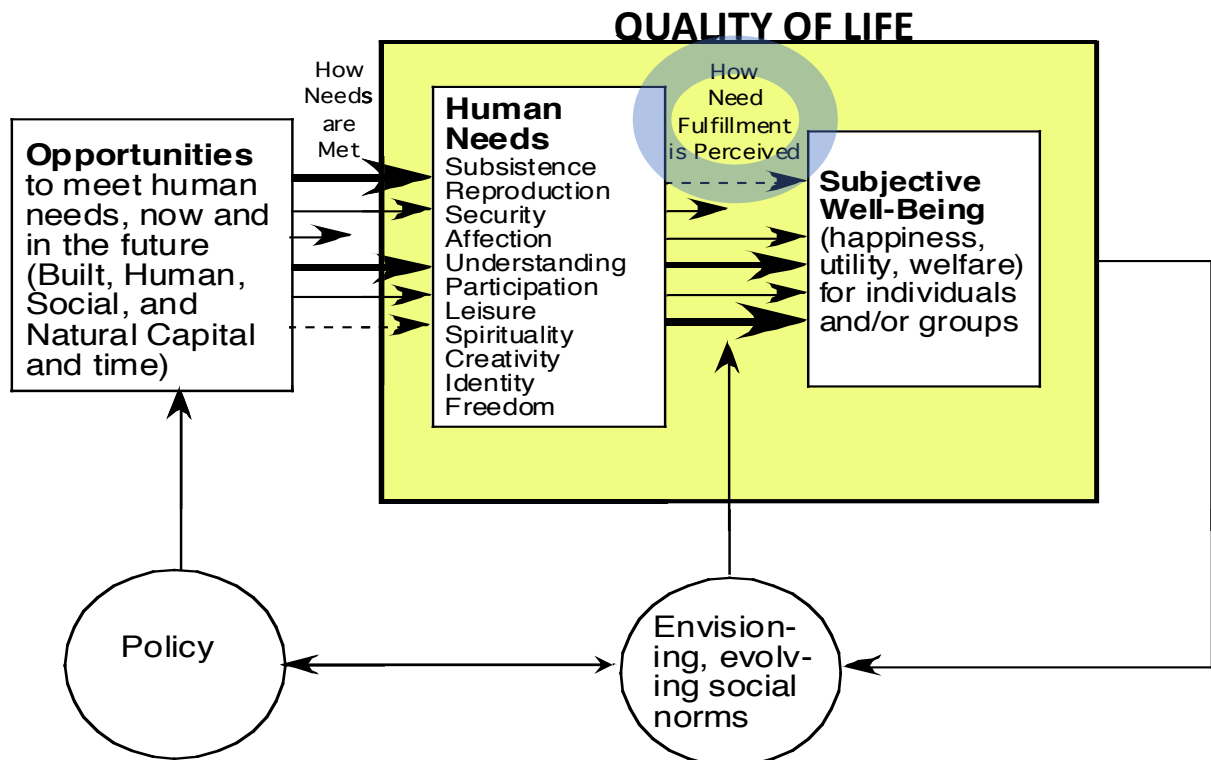 QUALITY OF LIFE
How
Needs
are
Met
Opportunities
to meet human
needs, now and
in the future
(Built, Human,
Social, and
Natural Capital
and time)
Human
Needs
Subsistence
Reproduction
Security
Affection
Understanding
Participation
Leisure
Spirituality
Creativity
Identity
Freedom
How
Need
Fulfillment
is Perceived
Subjective
Well-Being
(happiness,
utility, welfare)
for individuals
and/or groups
Policy
Envision-
ing, evolv-
ing social
norms